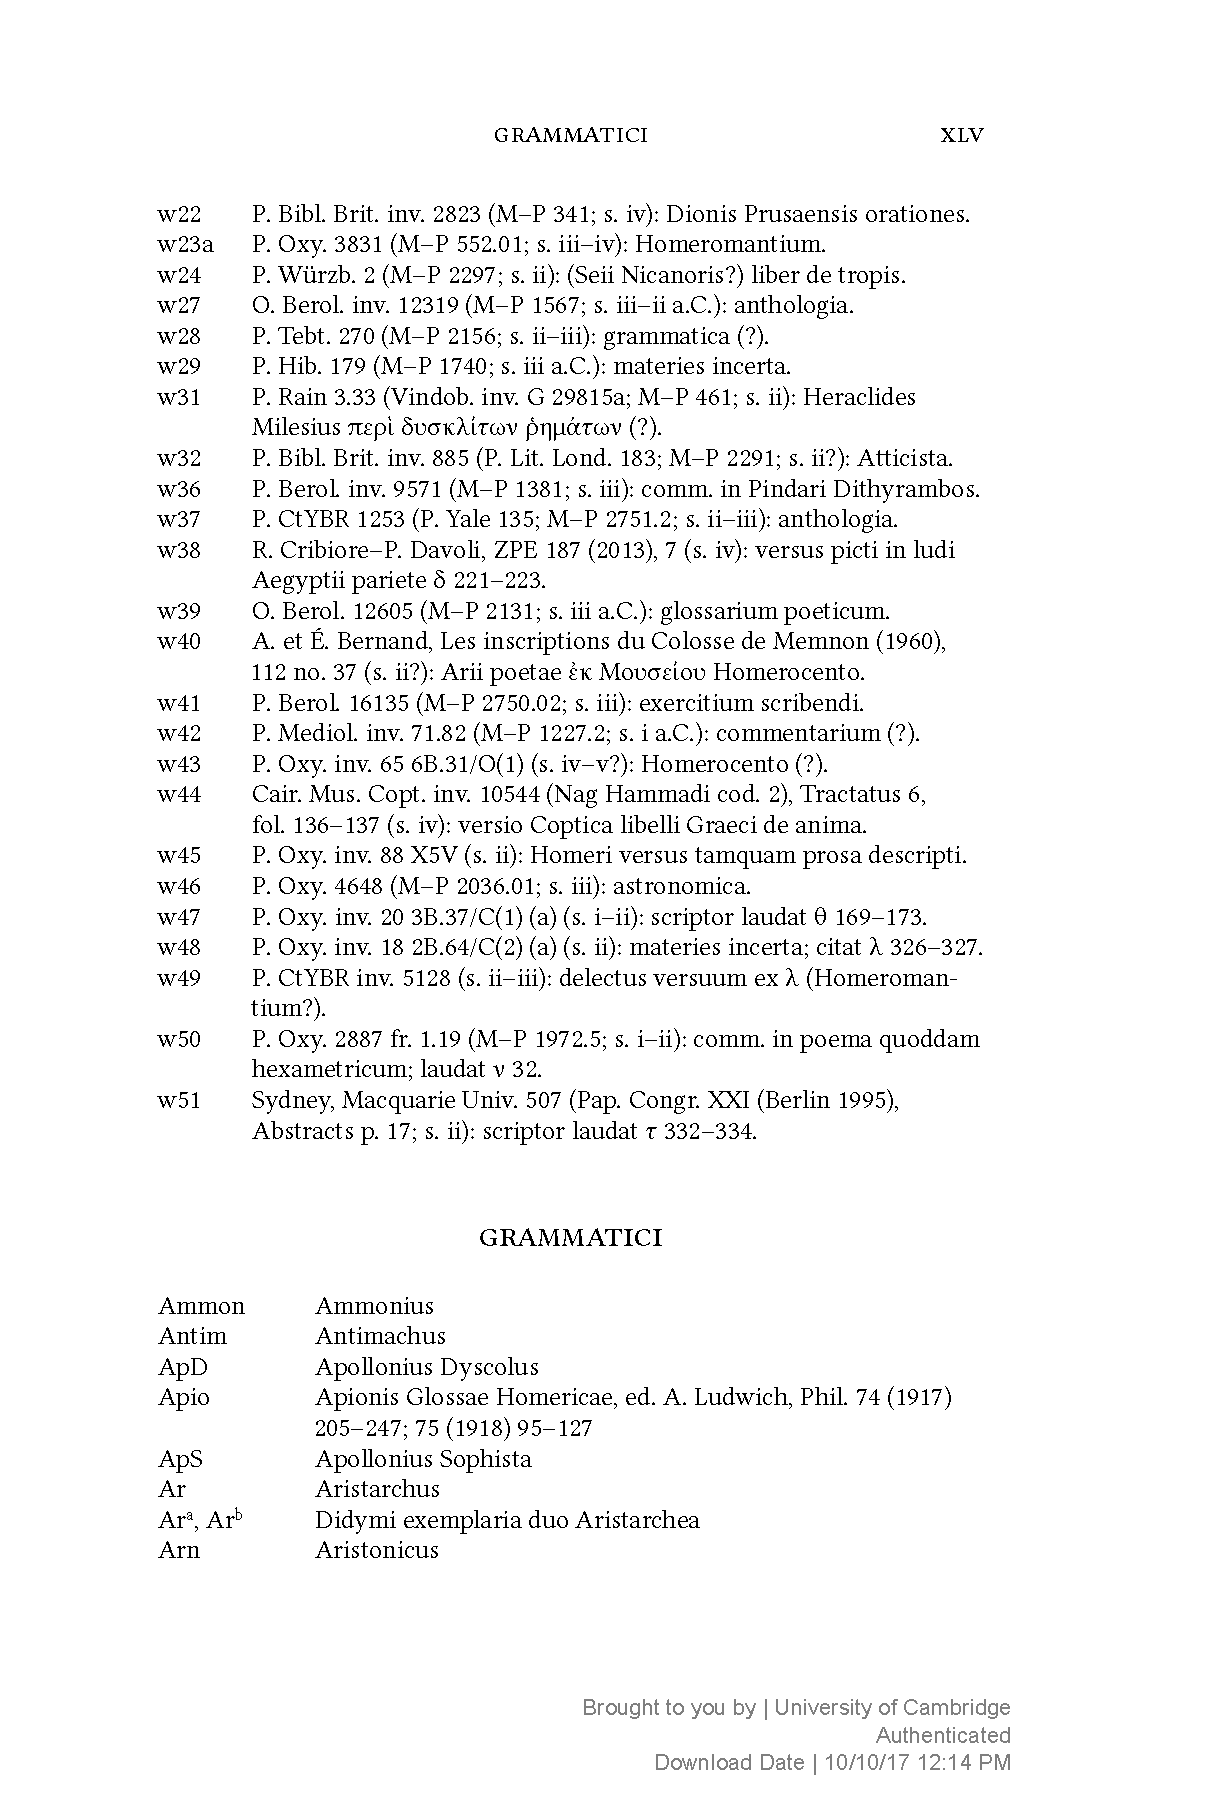 GRAMMATICI XLV
w22 P. Bibl. Brit. inv. 2823 (M–P 341; s. iv): Dionis Prusaensis orationes.
w23a P. Oxy. 3831 (M–P 552.01; s. iii–iv): Homeromantium.
w24 P. Würzb. 2 (M–P 2297; s. ii): (Seii Nicanoris?) liber de tropis.
w27 O. Berol. inv. 12319 (M–P 1567; s. iii–ii a.C.): anthologia.
w28 P. Tebt. 270 (M–P 2156; s. ii–iii): grammatica (?).
w29 P. Hib. 179 (M–P 1740; s. iii a.C.): materies incerta.
w31 P. Rain 3.33 (Vindob. inv. G 29815a; M–P 461; s. ii): Heraclides
Milesius περὶ δυσκλίτων ῥημάτων (?).
w32 P. Bibl. Brit. inv. 885 (P. Lit. Lond. 183; M–P 2291; s. ii?): Atticista.
w36 P. Berol. inv. 9571 (M–P 1381; s. iii): comm. in Pindari Dithyrambos.
w37 P. CtYBR 1253 (P. Yale 135; M–P 2751.2; s. ii–iii): anthologia.
w38 R. Cribiore–P. Davoli, ZPE 187 (2013), 7 (s. iv): versus picti in ludi
Aegyptii pariete δ 221–223.
w39 O. Berol. 12605 (M–P 2131; s. iii a.C.): glossarium poeticum.
w40 A. et É. Bernand, Les inscriptions du Colosse de Memnon (1960),
112 no. 37 (s. ii?): Arii poetae ἐκ Μουσείου Homerocento.
w41 P. Berol. 16135 (M–P 2750.02; s. iii): exercitium scribendi.
w42 P. Mediol. inv. 71.82 (M–P 1227.2; s. i a.C.): commentarium (?).
w43 P. Oxy. inv. 65 6B.31/O(1) (s. iv–v?): Homerocento (?).
w44 Cair. Mus. Copt. inv. 10544 (Nag Hammadi cod. 2), Tractatus 6,
fol. 136–137 (s. iv): versio Coptica libelli Graeci de anima.
w45 P. Oxy. inv. 88 X5V (s. ii): Homeri versus tamquam prosa descripti.
w46 P. Oxy. 4648 (M–P 2036.01; s. iii): astronomica.
w47 P. Oxy. inv. 20 3B.37/C(1) (a) (s. i–ii): scriptor laudat θ 169–173.
w48 P. Oxy. inv. 18 2B.64/C(2) (a) (s. ii): materies incerta; citat λ 326–327.
w49 P. CtYBR inv. 5128 (s. ii–iii): delectus versuum ex λ (Homeroman-
tium?).
w50 P. Oxy. 2887 fr. 1.19 (M–P 1972.5; s. i–ii): comm. in poema quoddam
hexametricum; laudat ν 32.
w51 Sydney, Macquarie Univ. 507 (Pap. Congr. XXI (Berlin 1995),
Abstracts p. 17; s. ii): scriptor laudat τ 332–334.
GRAMMATICI
Ammon Ammonius
Antim Antimachus
ApD Apollonius Dyscolus
Apio Apionis Glossae Homericae, ed. A. Ludwich, Phil. 74 (1917)
205–247; 75 (1918) 95–127
ApS Apollonius Sophista
Ar Aristarchus
Arᵃ, Arᵇ Didymi exemplaria duo Aristarchea
Arn Aristonicus
Brought to you by | University of Cambridge
Authenticated
Download Date | 10/10/17 12:14 PM